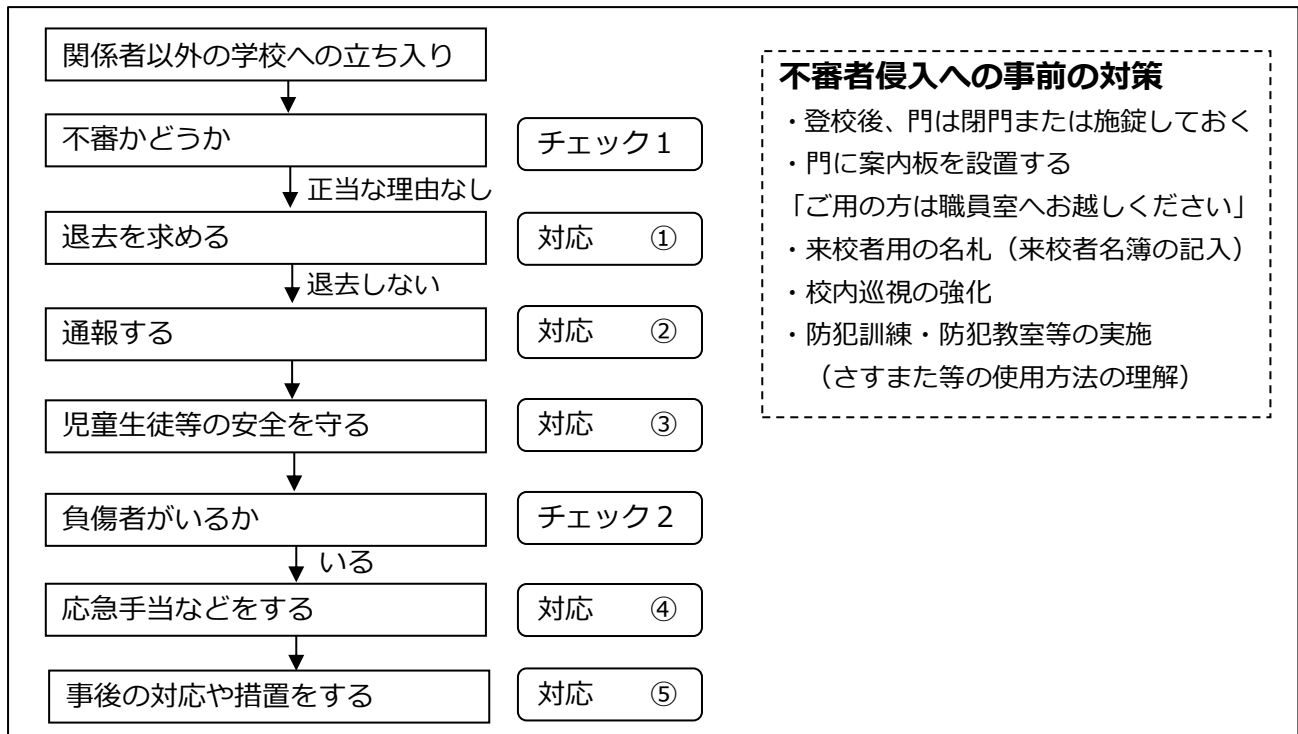 関係者以外の学校への立ち入り
不審かどうか
チェック１
正当な理由なし
退去を求める
対応　　①
退去しない
通報する
対応　　②
児童生徒等の安全を守る
対応　　③
負傷者がいるか
チェック２
いる
応急手当などをする
対応　　④
事後の対応や措置をする
対応　　⑤
不審者侵入への事前の対策
・登校後、門は閉門または施錠しておく
・門に案内板を設置する
「ご用の方は職員室へお越しください」
・来校者用の名札（来校者名簿の記入）
・校内巡視の強化
・防犯訓練・防犯教室等の実施
（さすまた等の使用方法の理解）